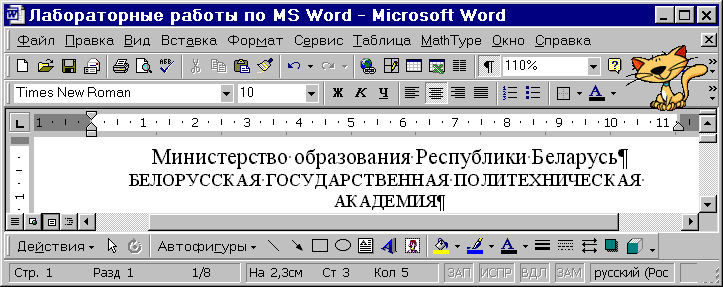 Лабораторные работы по MS Word - Microsoft Word
Файл Правка Вид Вставка Формат Сервис Таблица MathType Окно Справка
¶ 110%
Times New Roman 10 Ж К Ч А
1 · 1 · 2 · 3 · 4 · 5 · 6 · 7 · 8 · 9 · 10 · 11
Министерство·образования·Республики·Беларусь¶
БЕЛОРУССКАЯ·ГОСУДАРСТВЕННАЯ·ПОЛИТЕХНИЧЕСКАЯ·
АКАДЕМИЯ¶
Действия Автофигуры А
Стр. 1 Разд 1 1/8 На 2,3см Ст 3 Кол 5 ЗАП ИСПР ВДЛ ЗАМ русский (Рос